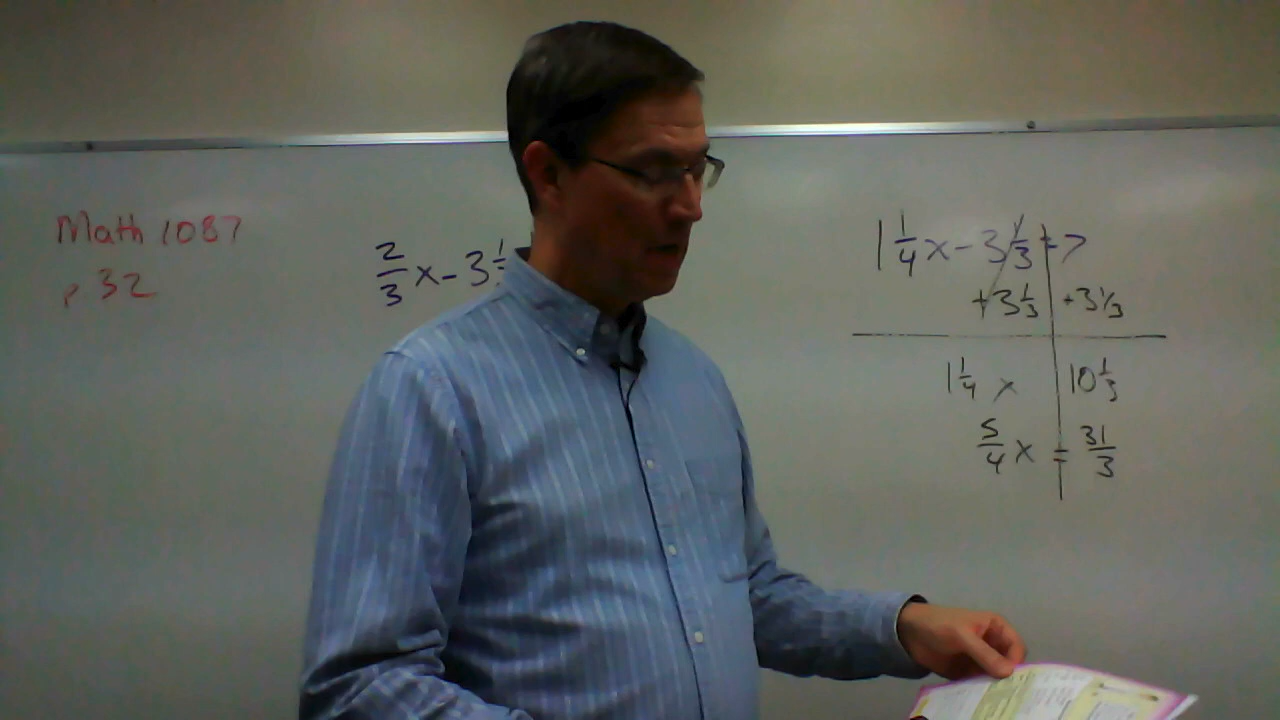 Math 1087
p 32
2/3 x - 3 1/
1 1/4 x - 3 1/3 = 7
+3 1/3 +3 1/3
1 1/4 x 10 1/3
5/4 x = 31/3